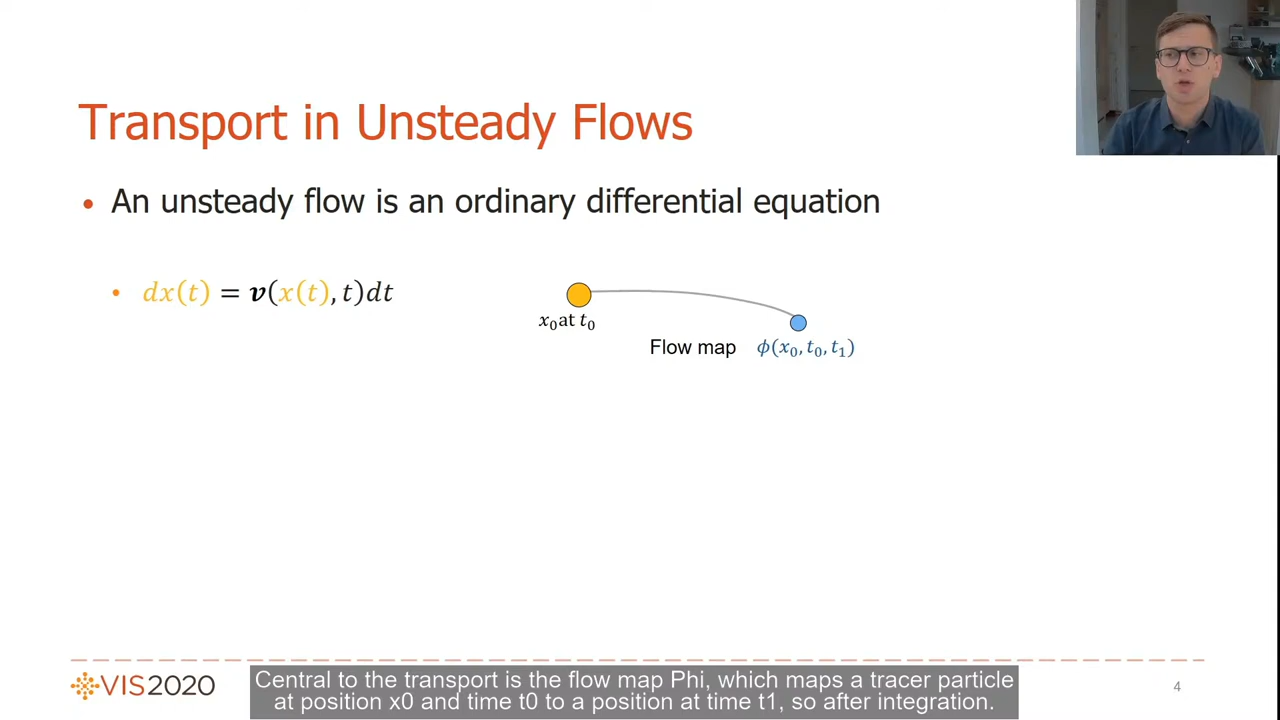 Transport in Unsteady Flows
• An unsteady flow is an ordinary differential equation
• dx(t) = v(x(t), t)dt
x₀at t₀
Flow map ϕ(x₀, t₀, t₁)
VIS2020
Central to the transport is the flow map Phi, which maps a tracer particle
at position x0 and time t0 to a position at time t1, so after integration.
4